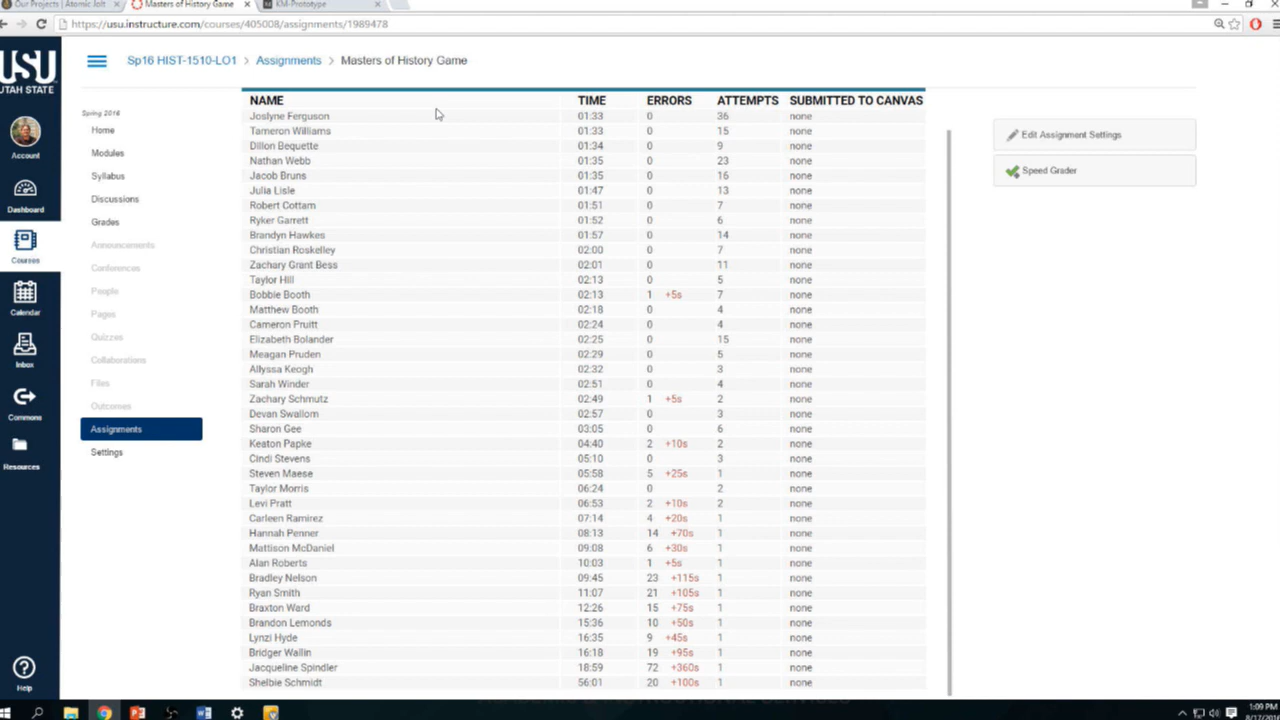 Our Projects | Atomic Jolt
Masters of History Game
KM-Prototype
https://usu.instructure.com/courses/405008/assignments/1989478
USU
UTAH STATE
Account
Dashboard
Courses
Calendar
Inbox
Commons
Resources
Help
Sp16 HIST-1510-LO1 > Assignments > Masters of History Game
Spring 2016
Home
Modules
Syllabus
Discussions
Grades
Announcements
Conferences
People
Pages
Quizzes
Collaborations
Files
Outcomes
Assignments
Settings
NAME TIME ERRORS ATTEMPTS SUBMITTED TO CANVAS
Joslyne Ferguson 01:33 0 36 none
Tameron Williams 01:33 0 15 none
Dillon Bequette 01:34 0 9 none
Nathan Webb 01:35 0 23 none
Jacob Bruns 01:35 0 16 none
Julia Lisle 01:47 0 13 none
Robert Cottam 01:51 0 7 none
Ryker Garrett 01:52 0 6 none
Brandyn Hawkes 01:57 0 14 none
Christian Roskelley 02:00 0 7 none
Zachary Grant Bess 02:01 0 11 none
Taylor Hill 02:13 0 5 none
Bobbie Booth 02:13 1 +5s 7 none
Matthew Booth 02:18 0 4 none
Cameron Pruitt 02:24 0 4 none
Elizabeth Bolander 02:25 0 15 none
Meagan Pruden 02:29 0 5 none
Allyssa Keogh 02:32 0 3 none
Sarah Winder 02:51 0 4 none
Zachary Schmutz 02:49 1 +5s 2 none
Devan Swallom 02:57 0 3 none
Sharon Gee 03:05 0 6 none
Keaton Papke 04:40 2 +10s 2 none
Cindi Stevens 05:10 0 3 none
Steven Maese 05:58 5 +25s 1 none
Taylor Morris 06:24 0 2 none
Levi Pratt 06:53 2 +10s 2 none
Carleen Ramirez 07:14 4 +20s 1 none
Hannah Penner 08:13 14 +70s 1 none
Mattison McDaniel 09:08 6 +30s 1 none
Alan Roberts 10:03 1 +5s 1 none
Bradley Nelson 09:45 23 +115s 1 none
Ryan Smith 11:07 21 +105s 1 none
Braxton Ward 12:26 15 +75s 1 none
Brandon Lemonds 15:36 10 +50s 1 none
Lynzi Hyde 16:35 9 +45s 1 none
Bridger Wallin 16:18 19 +95s 1 none
Jacqueline Spindler 18:59 72 +360s 1 none
Shelbie Schmidt 56:01 20 +100s 1 none
Edit Assignment Settings
Speed Grader
1:09 PM